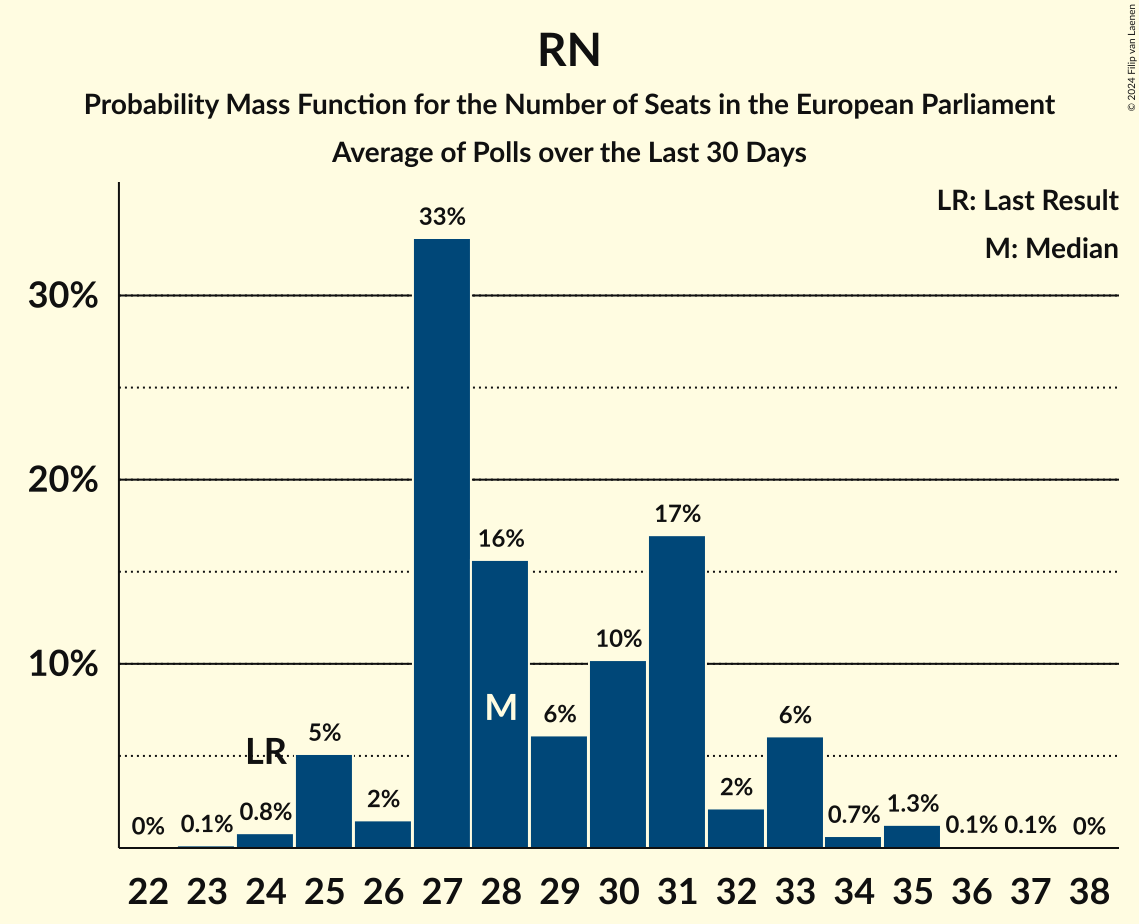 RN
Probability Mass Function for the Number of Seats in the European Parliament
Average of Polls over the Last 30 Days
© 2024 Filip van Laenen
LR: Last Result
M: Median
30%
20%
10%
0%
0.1%
0.8%
LR
5%
2%
33%
16%
M
6%
10%
17%
2%
6%
0.7%
1.3%
0.1%
0.1%
0%
22 23 24 25 26 27 28 29 30 31 32 33 34 35 36 37 38